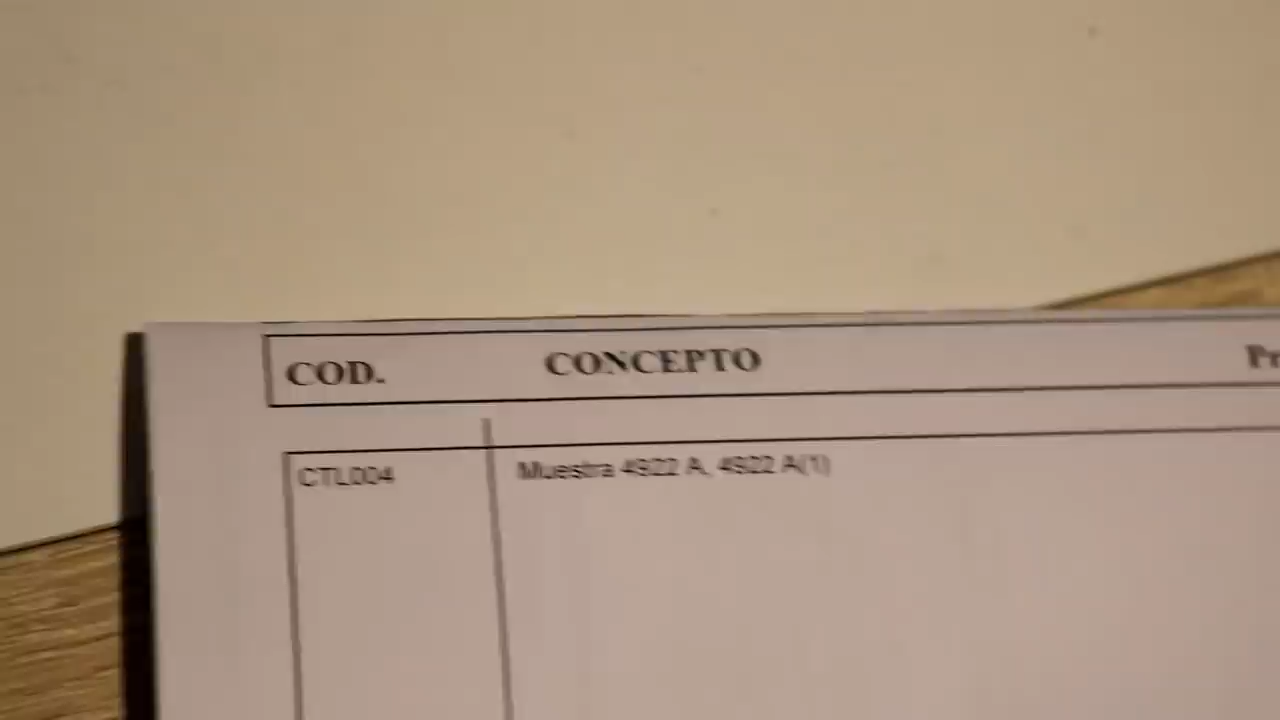 COD. CONCEPTO
CTL004 Muestra 4922 A, 4922 A(1)